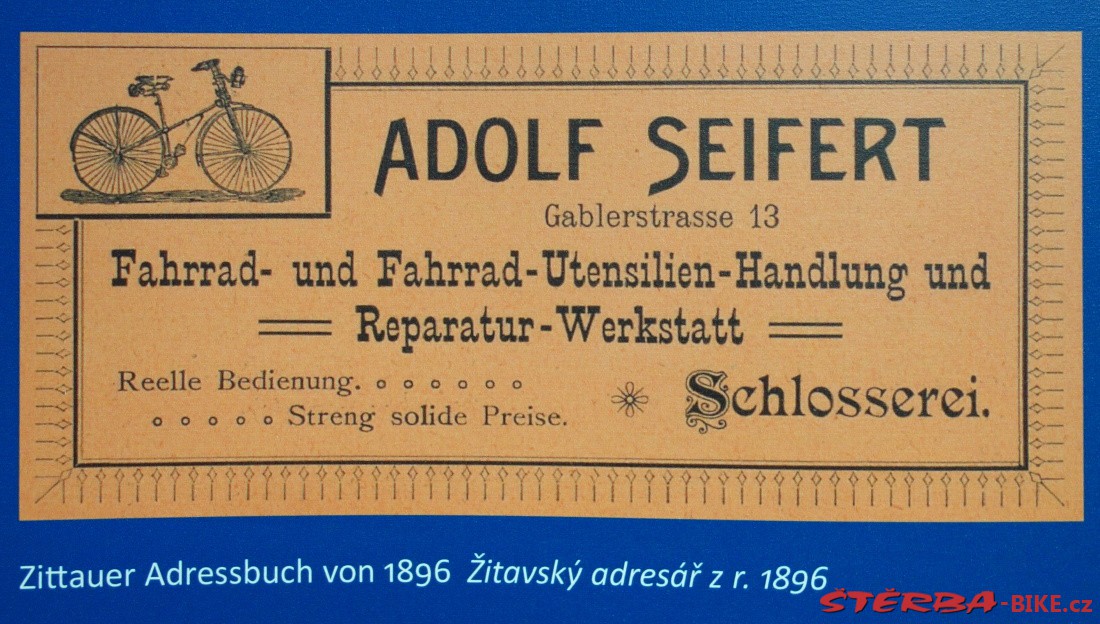 ADOLF SEIFERT
Gablerstrasse 13
Fahrrad- und Fahrrad-Utensilien-Handlung und
Reparatur-Werkstatt
Reelle Bedienung.
Streng solide Preise.
Schlosserei.
Zittauer Adressbuch von 1896 Žitavský adresář z r. 1896
ŠTĚRBA-BIKE.cz